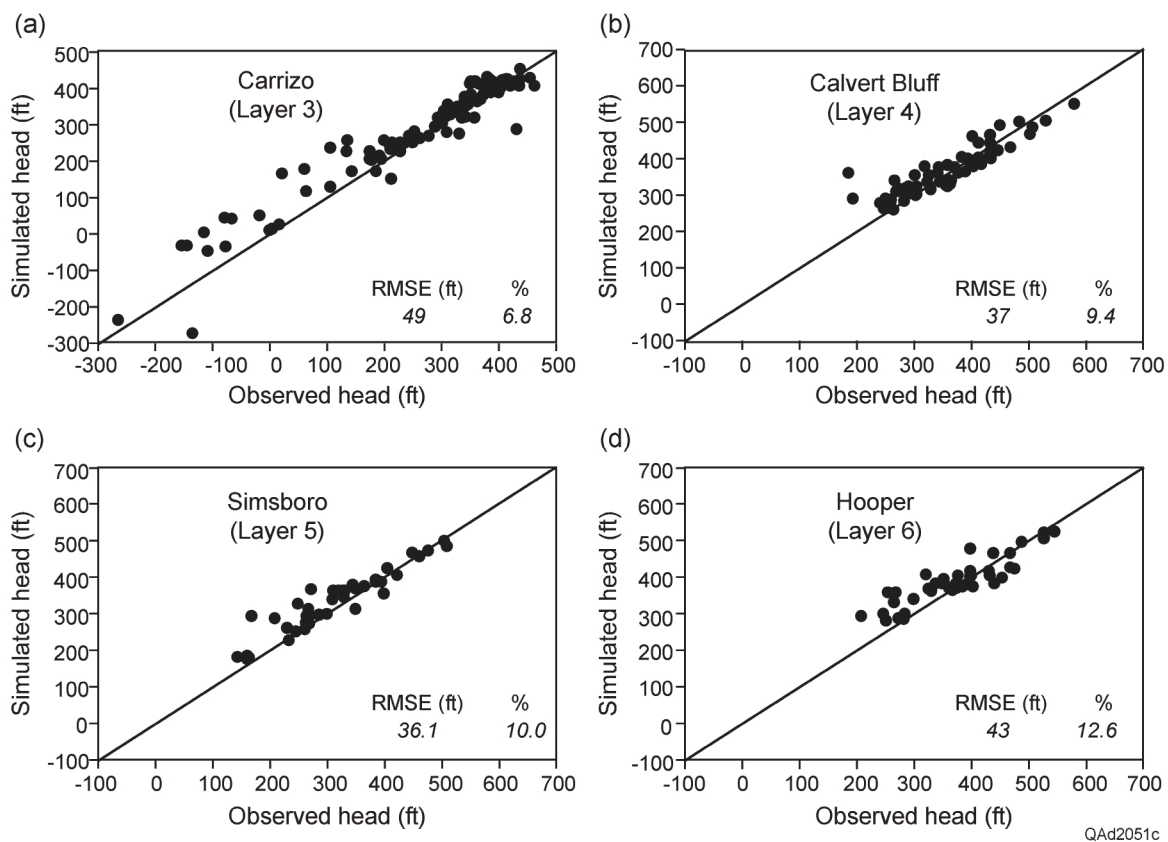 (a)
Carrizo
(Layer 3)
Simulated head (ft)
500
400
300
200
100
0
-100
-200
-300
RMSE (ft) %
49 6.8
-300 -200 -100 0 100 200 300 400 500
Observed head (ft)
(b)
Calvert Bluff
(Layer 4)
Simulated head (ft)
700
600
500
400
300
200
100
0
-100
RMSE (ft) %
37 9.4
-100 0 100 200 300 400 500 600 700
Observed head (ft)
(c)
Simsboro
(Layer 5)
Simulated head (ft)
700
600
500
400
300
200
100
0
-100
RMSE (ft) %
36.1 10.0
-100 0 100 200 300 400 500 600 700
Observed head (ft)
(d)
Hooper
(Layer 6)
Simulated head (ft)
700
600
500
400
300
200
100
0
-100
RMSE (ft) %
43 12.6
-100 0 100 200 300 400 500 600 700
Observed head (ft)
QAd2051c